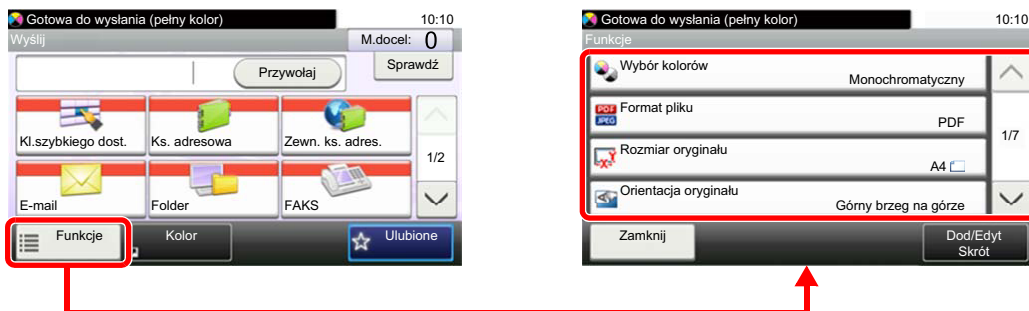 Gotowa do wysłania (pełny kolor)
10:10
Wyślij
M.docel: 0
Przywołaj
Sprawdź
Kl.szybkiego dost.
Ks. adresowa
Zewn. ks. adres.
1/2
E-mail
Folder
FAKS
Funkcje
Kolor
Ulubione
Gotowa do wysłania (pełny kolor)
10:10
Funkcje
Wybór kolorów
Monochromatyczny
PDF
JPEG
Format pliku
PDF
1/7
XY
Rozmiar oryginału
A4
A
Orientacja oryginału
Górny brzeg na górze
Zamknij
Dod/Edyt
Skrót